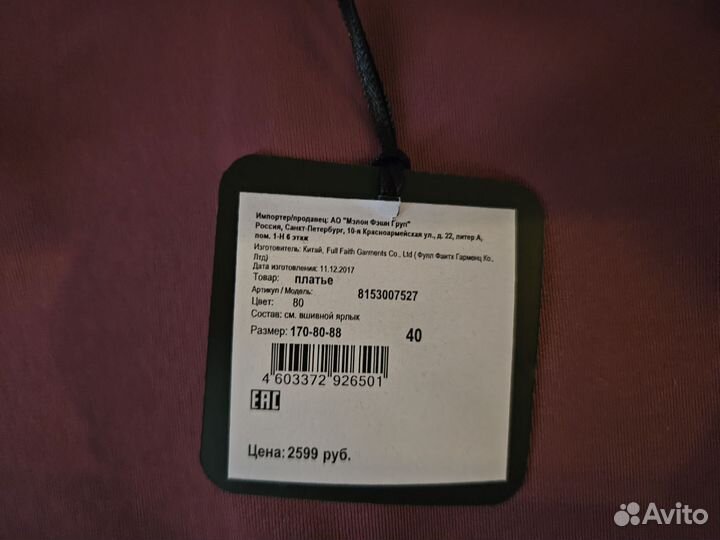 Импортер/продавец: АО "Мэлон Фэшн Груп"
Россия, Санкт-Петербург, 10-я Красноармейская ул., д. 22, литер А,
пом. 1-Н 6 этаж
Изготовитель: Китай, Full Faith Garments Co., Ltd ( Фулл Фаитх Гарменц Ко.,
Лтд)
Дата изготовления: 11.12.2017
Товар: платье
Артикул / Модель: 8153007527
Цвет: 80
Состав: см. вшивной ярлык
Размер: 170-80-88 40
4 603372 926501
EAC
Цена: 2599 руб.
Avito